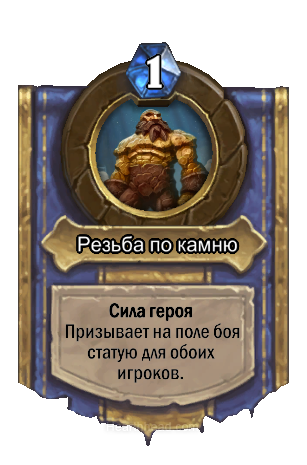 1
Резьба по камню
Сила героя
Призывает на поле боя
статую для обоих
игроков.